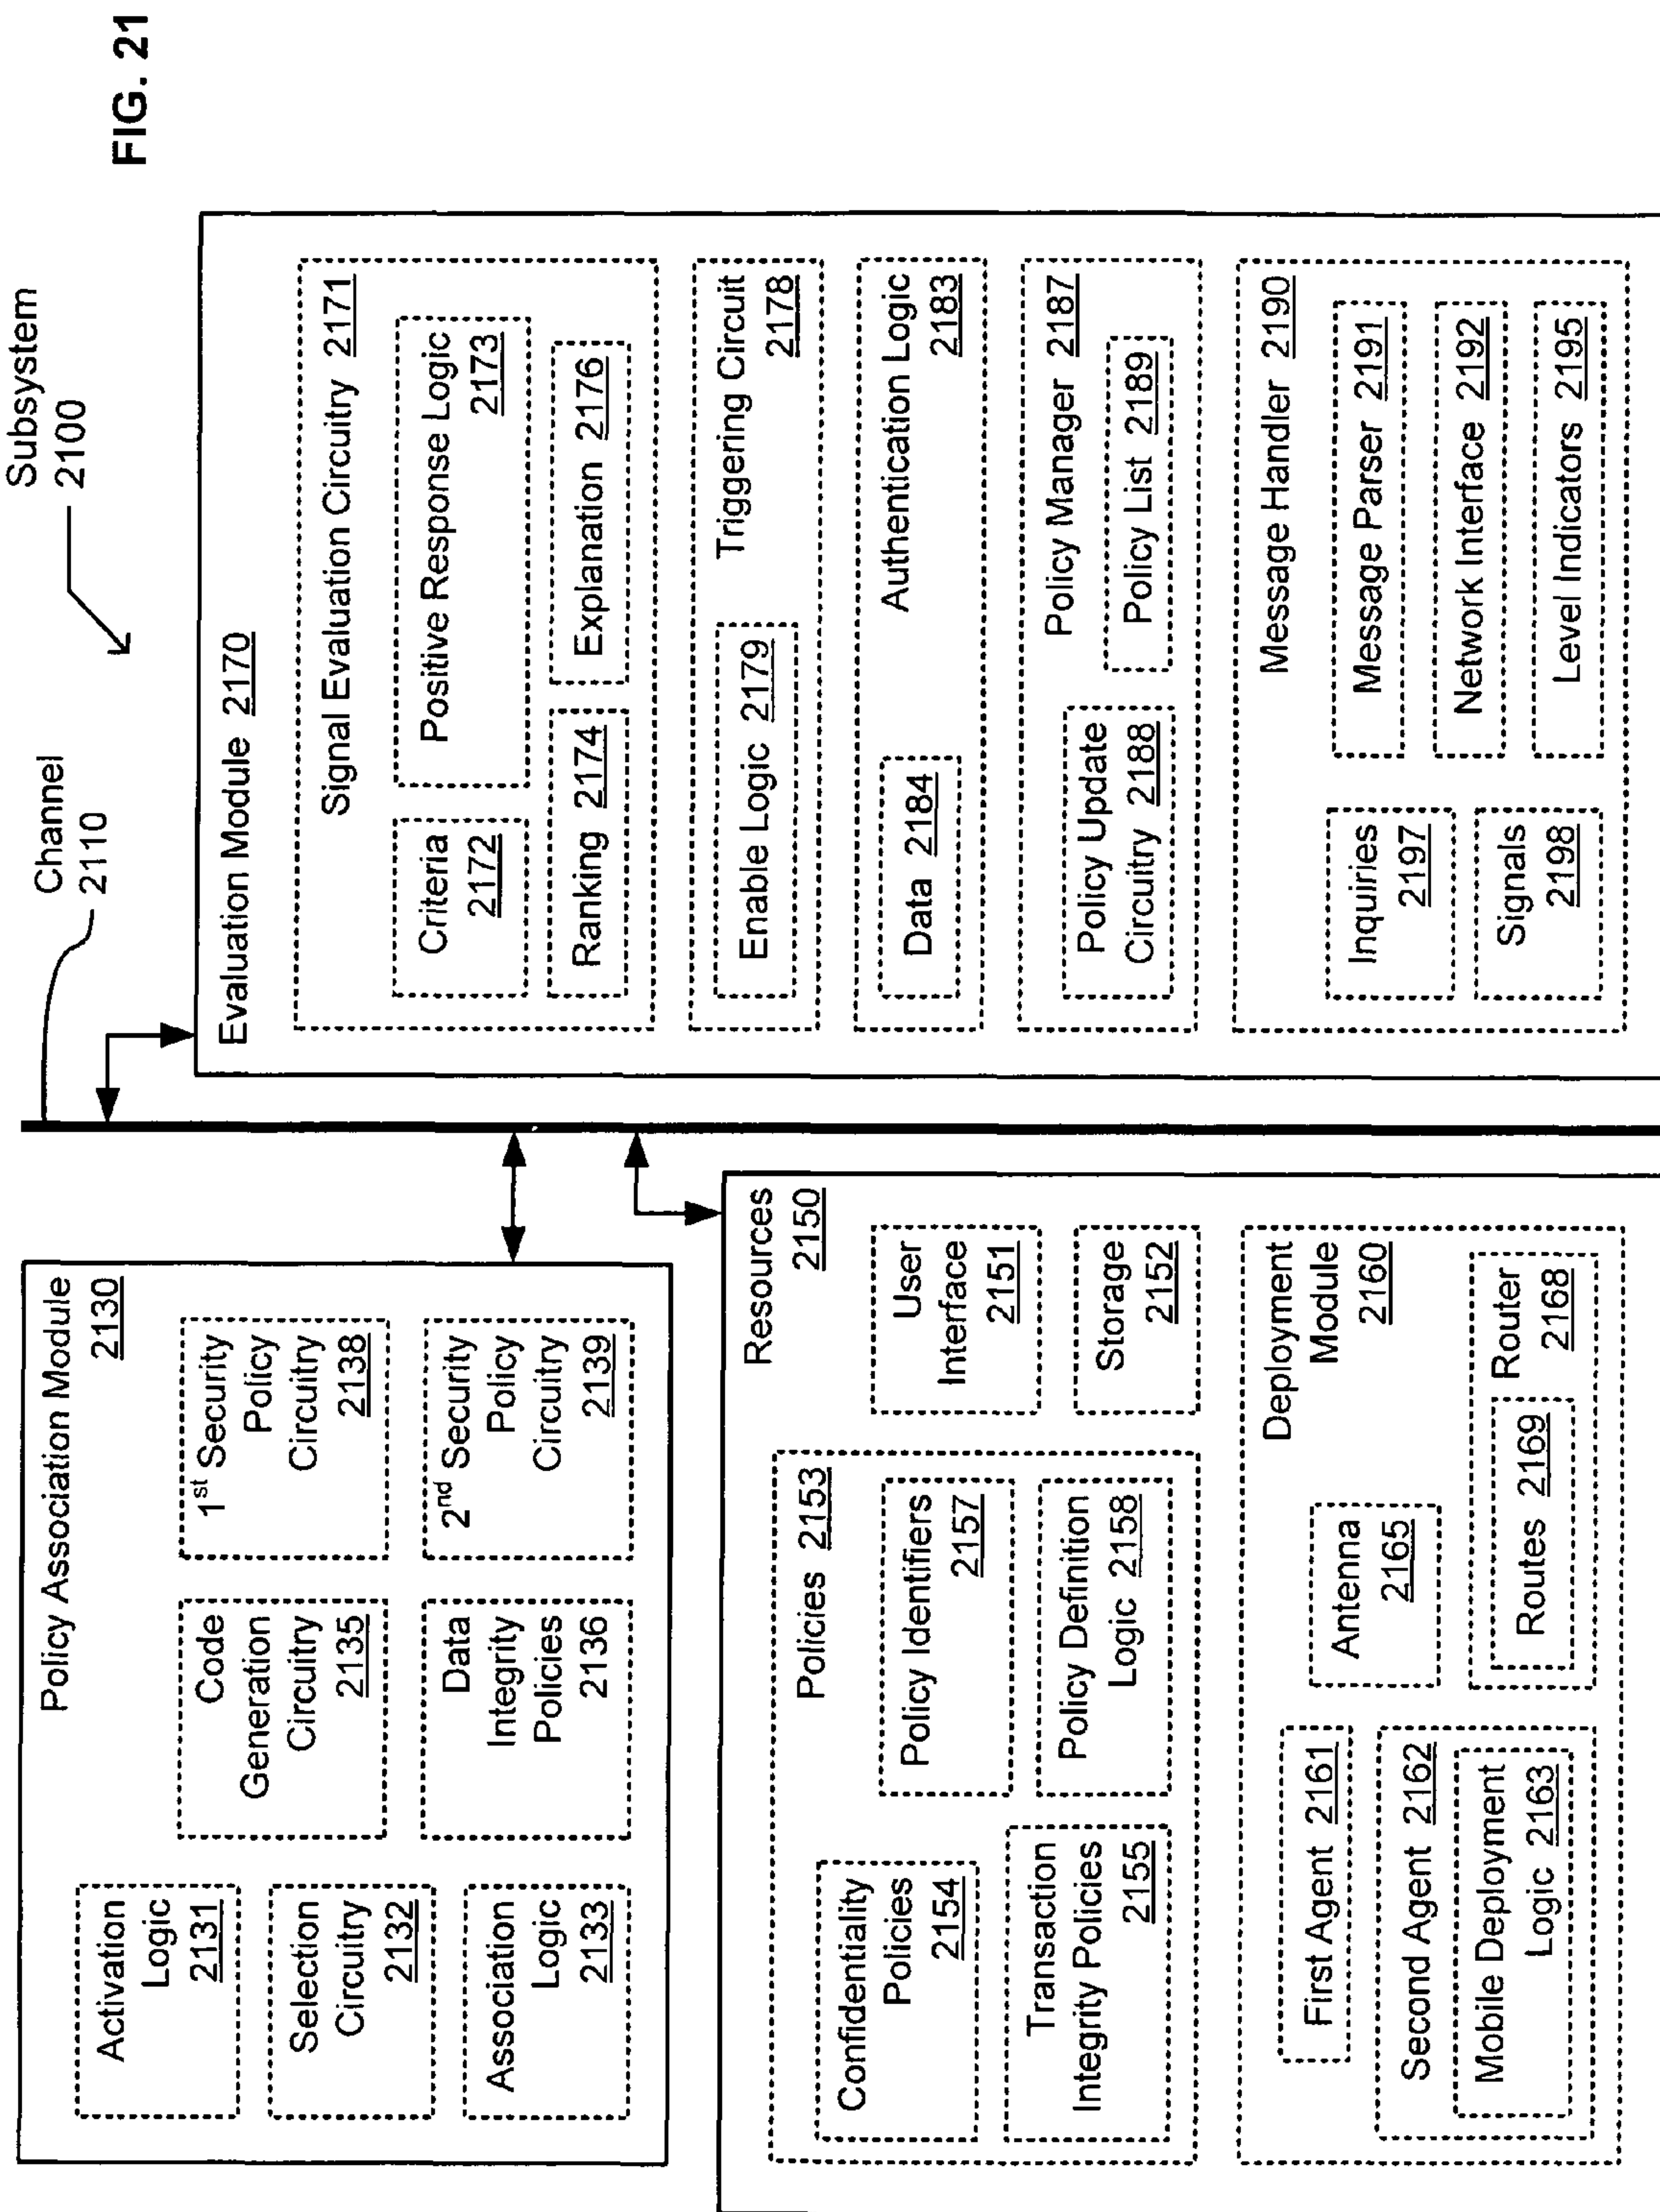 Subsystem
2100
FIG. 21
Channel
2110
Policy Association Module
2130
Activation
Logic
2131
Selection
Circuitry
2132
Association
Logic
2133
Code
Generation
Circuitry
2135
Data
Integrity
Policies
2136
1st Security
Policy
Circuitry
2138
2nd Security
Policy
Circuitry
2139
Resources
2150
User
Interface
2151
Storage
2152
Policies 2153
Confidentiality
Policies
2154
Transaction
Integrity Policies
2155
Policy Identifiers
2157
Policy Definition
Logic 2158
Deployment
Module
2160
First Agent 2161
Second Agent 2162
Mobile Deployment
Logic 2163
Antenna
2165
Router
2168
Routes 2169
Evaluation Module 2170
Signal Evaluation Circuitry 2171
Criteria
2172
Positive Response Logic
2173
Ranking 2174
Explanation 2176
Triggering Circuit
2178
Enable Logic 2179
Authentication Logic
2183
Data 2184
Policy Manager 2187
Policy Update
Circuitry 2188
Policy List 2189
Message Handler 2190
Message Parser 2191
Network Interface 2192
Level Indicators 2195
Inquiries
2197
Signals
2198